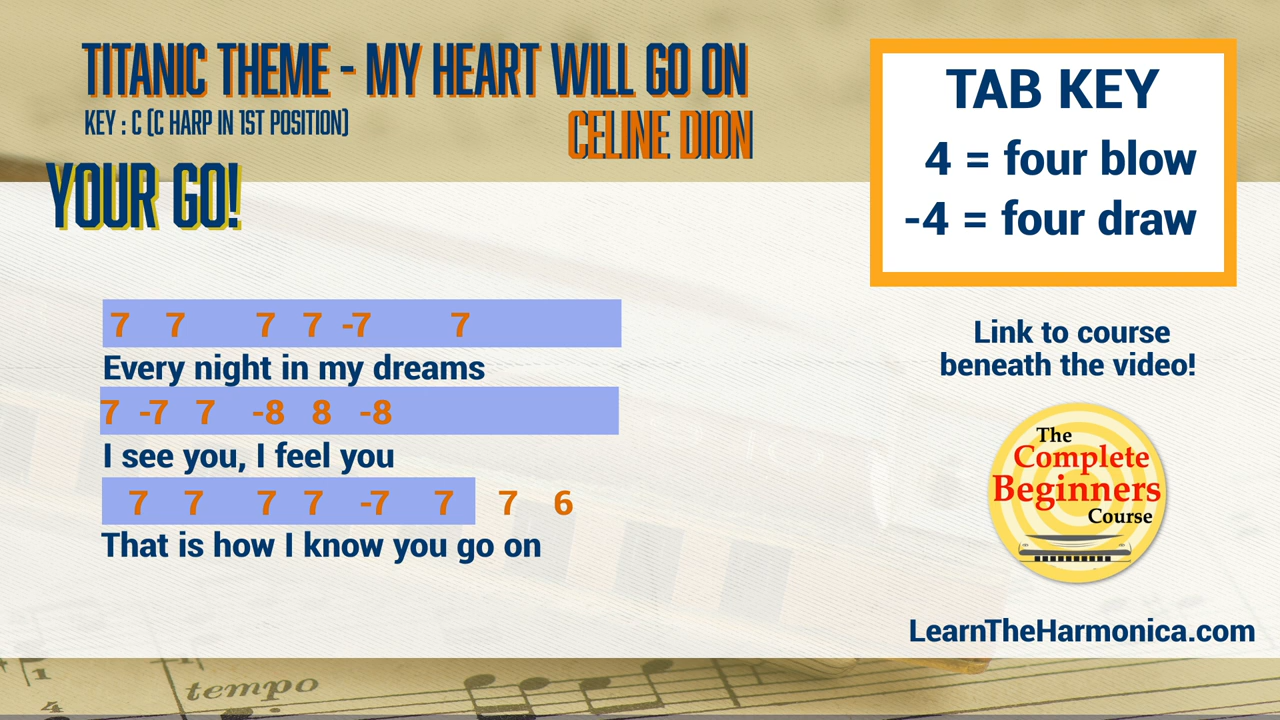 TITANIC THEME - MY HEART WILL GO ON
KEY : C (C HARP IN 1ST POSITION)
CELINE DION
YOUR GO!
TAB KEY
4 = four blow
-4 = four draw
7 7 7 7 -7 7
Every night in my dreams
7 -7 7 -8 8 -8
I see you, I feel you
7 7 7 7 -7 7 7 6
That is how I know you go on
Link to course
beneath the video!
The
Complete
Beginners
Course
LearnTheHarmonica.com
tempo